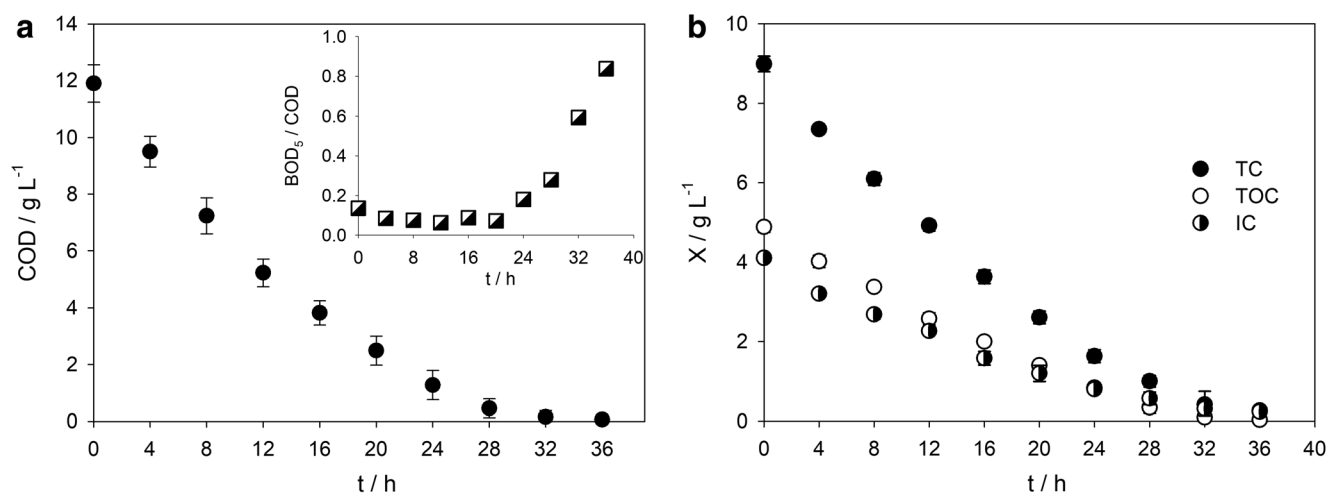 a
COD / g L⁻¹
14
12
10
8
6
4
2
0
0 4 8 12 16 20 24 28 32 36
t / h
BOD₅ / COD
1.0
0.8
0.6
0.4
0.2
0.0
0 8 16 24 32 40
t / h
b
X / g L⁻¹
10
8
6
4
2
0
0 4 8 12 16 20 24 28 32 36 40
t / h
TC
TOC
IC